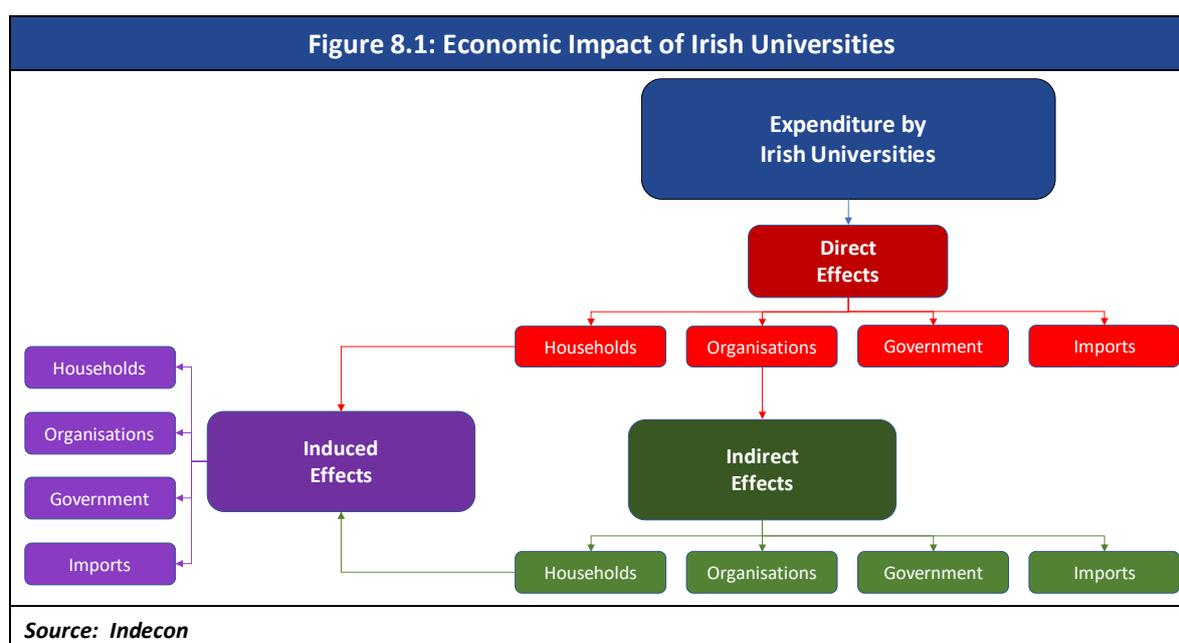 Figure 8.1: Economic Impact of Irish Universities
Expenditure by
Irish Universities
Direct
Effects
Households
Organisations
Government
Imports
Households
Organisations
Government
Imports
Induced
Effects
Indirect
Effects
Households
Organisations
Government
Imports
Source: Indecon